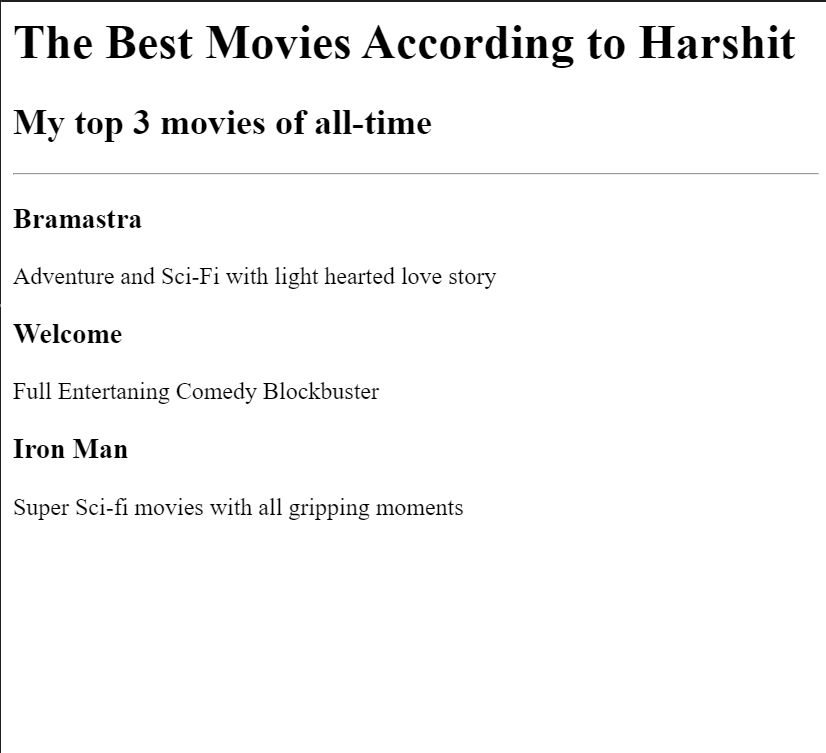 The Best Movies According to Harshit
My top 3 movies of all-time
Bramastra
Adventure and Sci-Fi with light hearted love story
Welcome
Full Entertaning Comedy Blockbuster
Iron Man
Super Sci-fi movies with all gripping moments